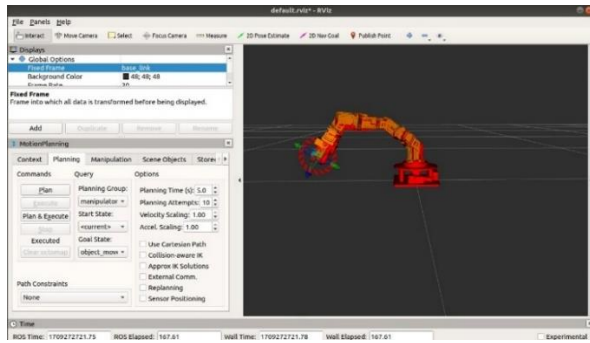 default.rviz* - RViz
File Panels Help
Interact Move Camera Select Focus Camera Measure 2D Pose Estimate 2D Nav Goal Publish Point
Displays
Global Options
Fixed Frame base_link
Background Color 48; 48; 48
Frame Rate 30
Fixed Frame
Frame into which all data is transformed before being displayed.
Add Duplicate Remove Rename
MotionPlanning
Context Planning Manipulation Scene Objects Stored
Commands Query Options
Plan Planning Group: Planning Time (s): 5.0
Execute manipulator Planning Attempts: 10
Plan & Execute Start State: Velocity Scaling: 1.00
Stop <current> Accel. Scaling: 1.00
Executed Goal State: Use Cartesian Path
Clear octomap object_mov Collision-aware IK
Approx IK Solutions
External Comm.
Path Constraints Replanning
None Sensor Positioning
Time
ROS Time: 1709272721.75 ROS Elapsed: 167.61 Wall Time: 1709272721.78 Wall Elapsed: 167.61 Experimental